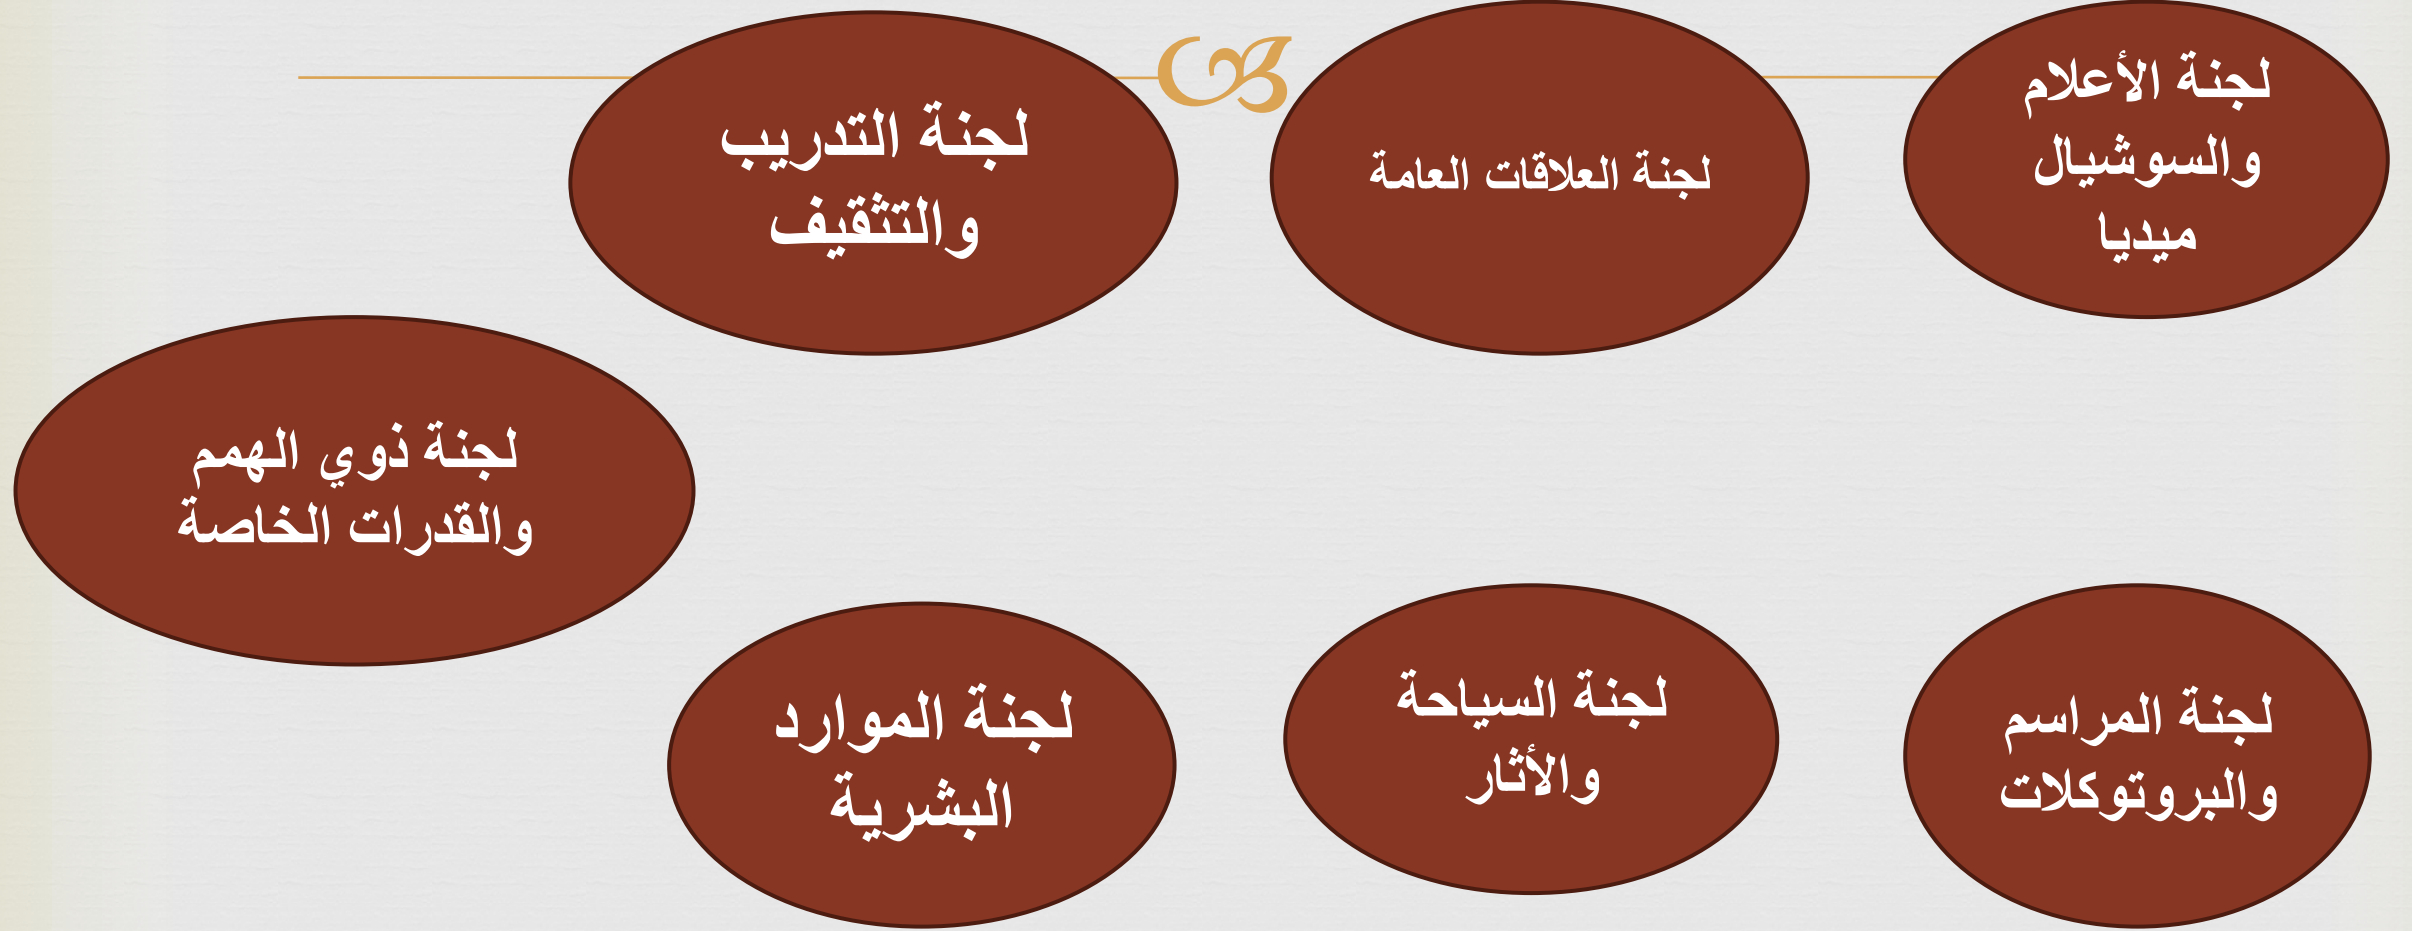 لجنة الأعلام
والسوشيال
ميديا
لجنة العلاقات العامة
لجنة التدريب
والتثقيف
لجنة ذوي الهمم
والقدرات الخاصة
لجنة المراسم
والبروتوكلات
لجنة السياحة
والأثار
لجنة الموارد
البشرية